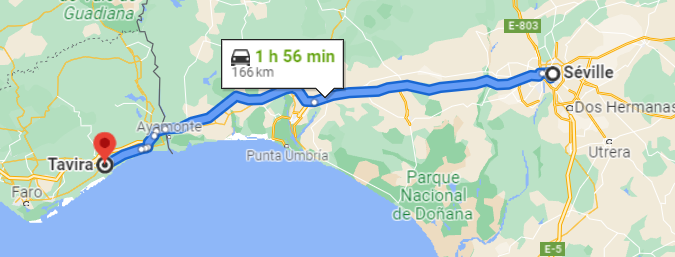 Guadiana
E-803
1 h 56 min
166 km
Séville
Dos Hermanas
Ayamonte
Tavira
Punta Umbría
Utrera
Faro
Parque
Nacional
de Doñana
E-5